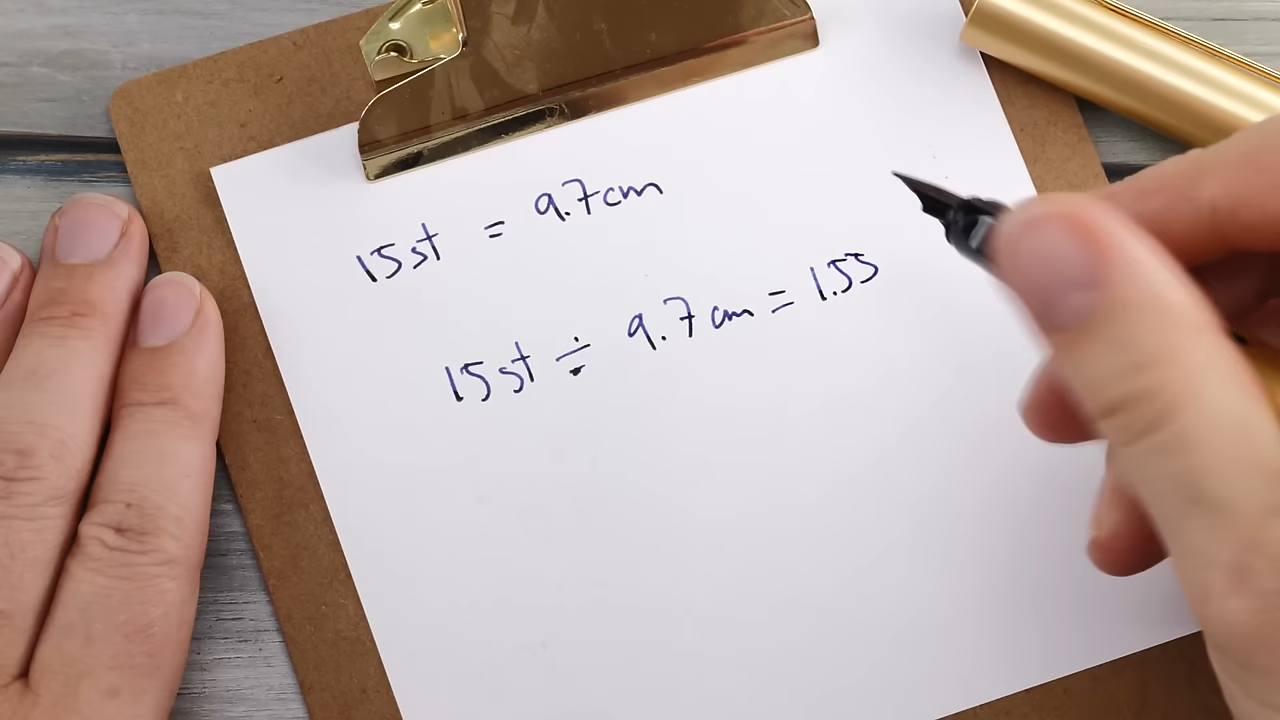 15st = 9.7cm
15st ÷ 9.7cm = 1.55